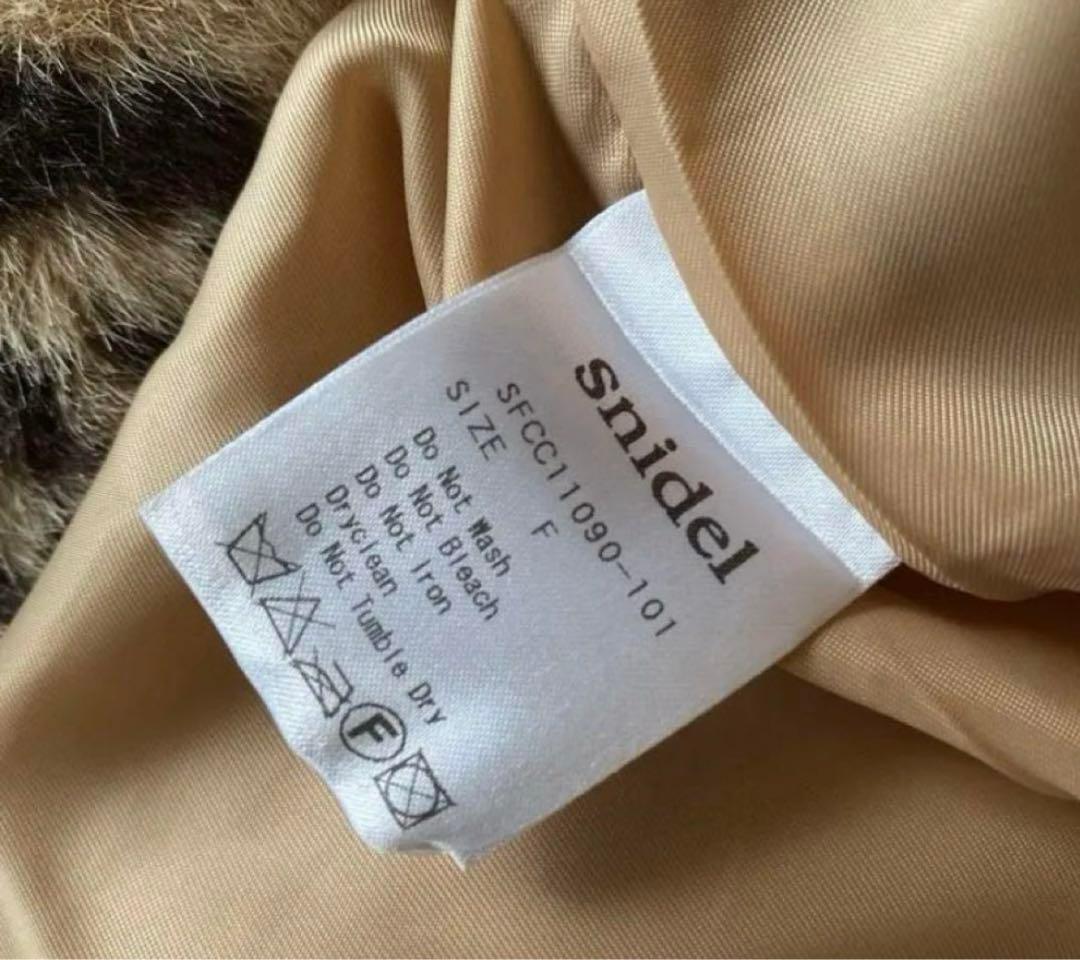 snidel
SFCC11090-101
SIZE F
Do Not Wash
Do Not Bleach
Do Not Iron
Dryclean
Do Not Tumble Dry
F